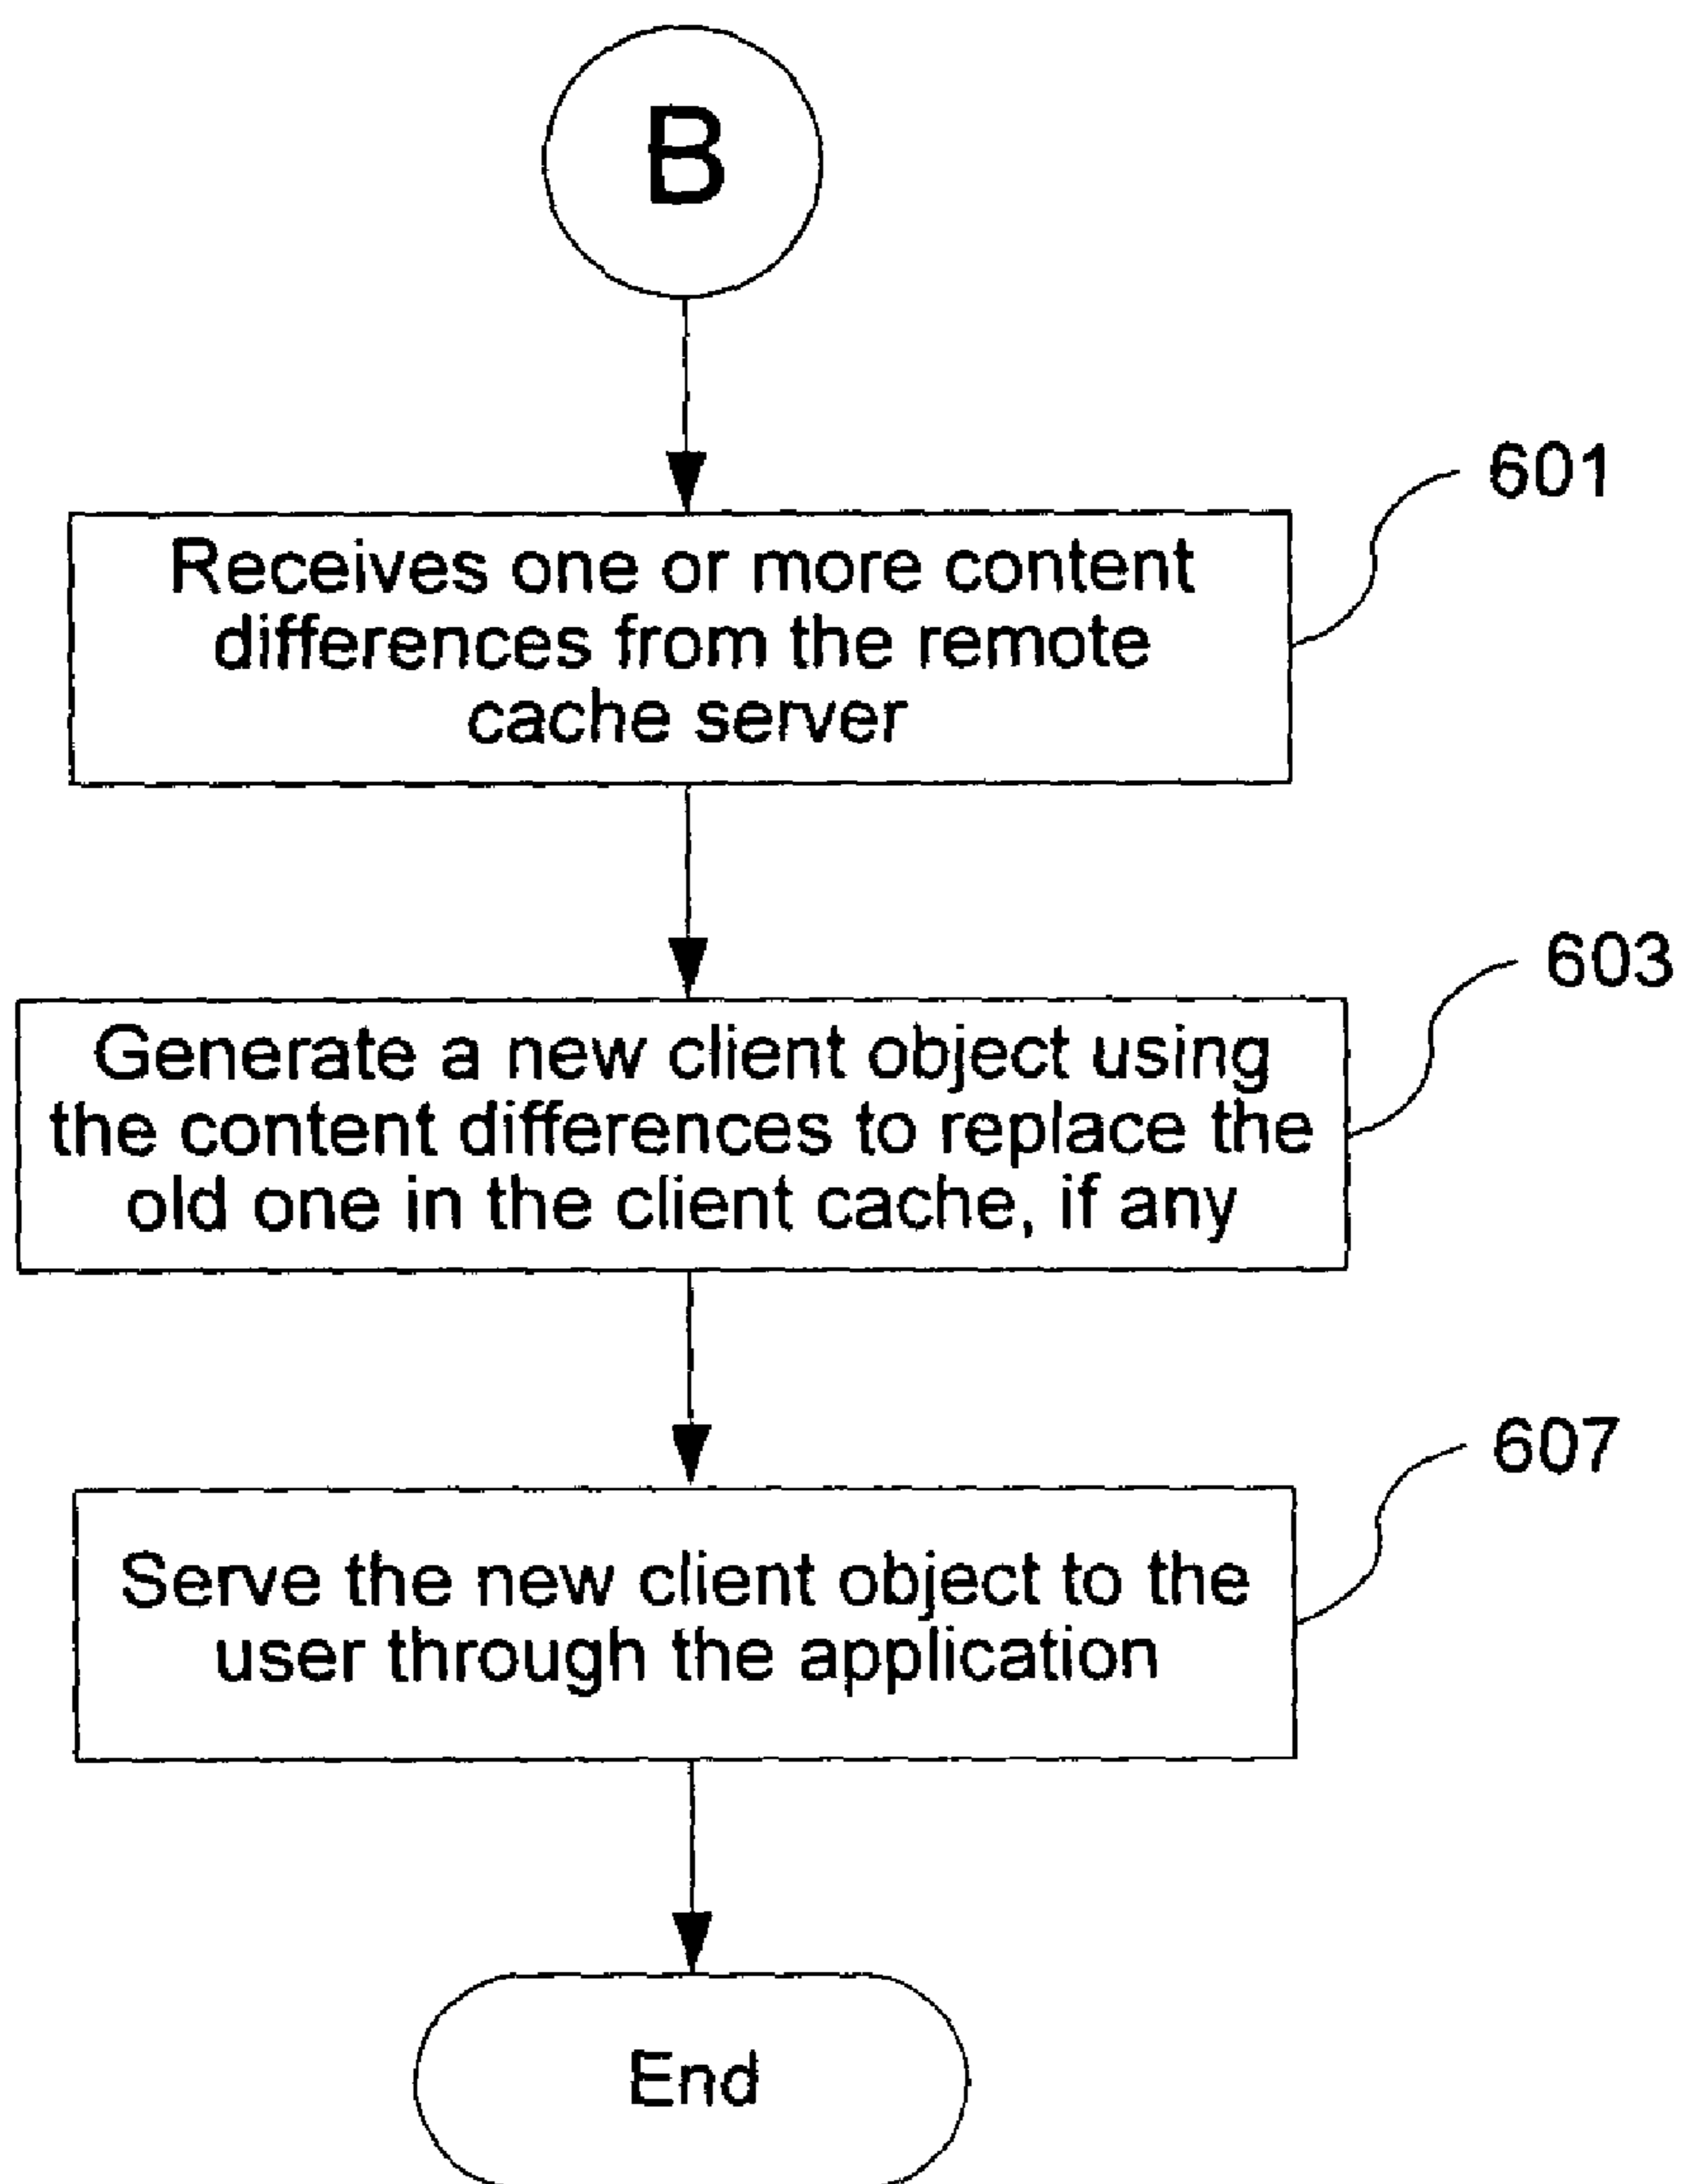 B
601
Receives one or more content
differences from the remote
cache server
603
Generate a new client object using
the content differences to replace the
old one in the client cache, if any
607
Serve the new client object to the
user through the application
End